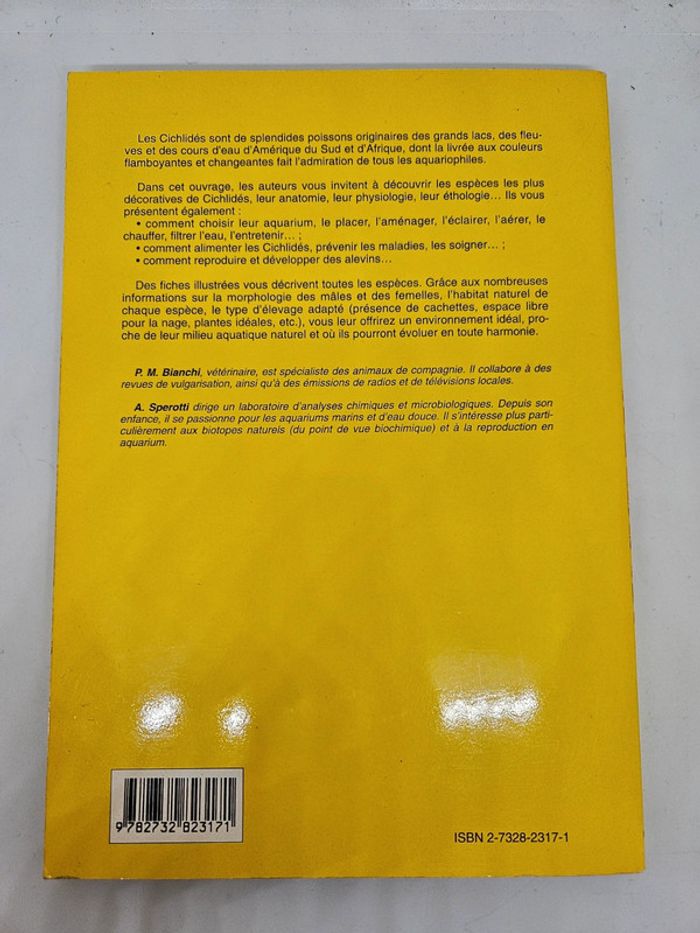 Les Cichlidés sont de splendides poissons originaires des grands lacs, des fleu-
ves et des cours d'eau d'Amérique du Sud et d'Afrique, dont la livrée aux couleurs
flamboyantes et changeantes fait l'admiration de tous les aquariophiles.
Dans cet ouvrage, les auteurs vous invitent à découvrir les espèces les plus
décoratives de Cichlidés, leur anatomie, leur physiologie, leur éthologie... Ils vous
présentent également :
• comment choisir leur aquarium, le placer, l'aménager, l'éclairer, l'aérer, le
chauffer, filtrer l'eau, l'entretenir... ;
• comment alimenter les Cichlidés, prévenir les maladies, les soigner... ;
• comment reproduire et développer des alevins...
Des fiches illustrées vous décrivent toutes les espèces. Grâce aux nombreuses
informations sur la morphologie des mâles et des femelles, l'habitat naturel de
chaque espèce, le type d'élevage adapté (présence de cachettes, espace libre
pour la nage, plantes idéales, etc.), vous leur offrirez un environnement idéal, pro-
che de leur milieu aquatique naturel et où ils pourront évoluer en toute harmonie.
P. M. Bianchi, vétérinaire, est spécialiste des animaux de compagnie. Il collabore à des
revues de vulgarisation, ainsi qu'à des émissions de radios et de télévisions locales.
A. Sperotti dirige un laboratoire d'analyses chimiques et microbiologiques. Depuis son
enfance, il se passionne pour les aquariums marins et d'eau douce. Il s'intéresse plus parti-
culièrement aux biotopes naturels (du point de vue biochimique) et à la reproduction en
aquarium.
9 782732 823171
ISBN 2-7328-2317-1